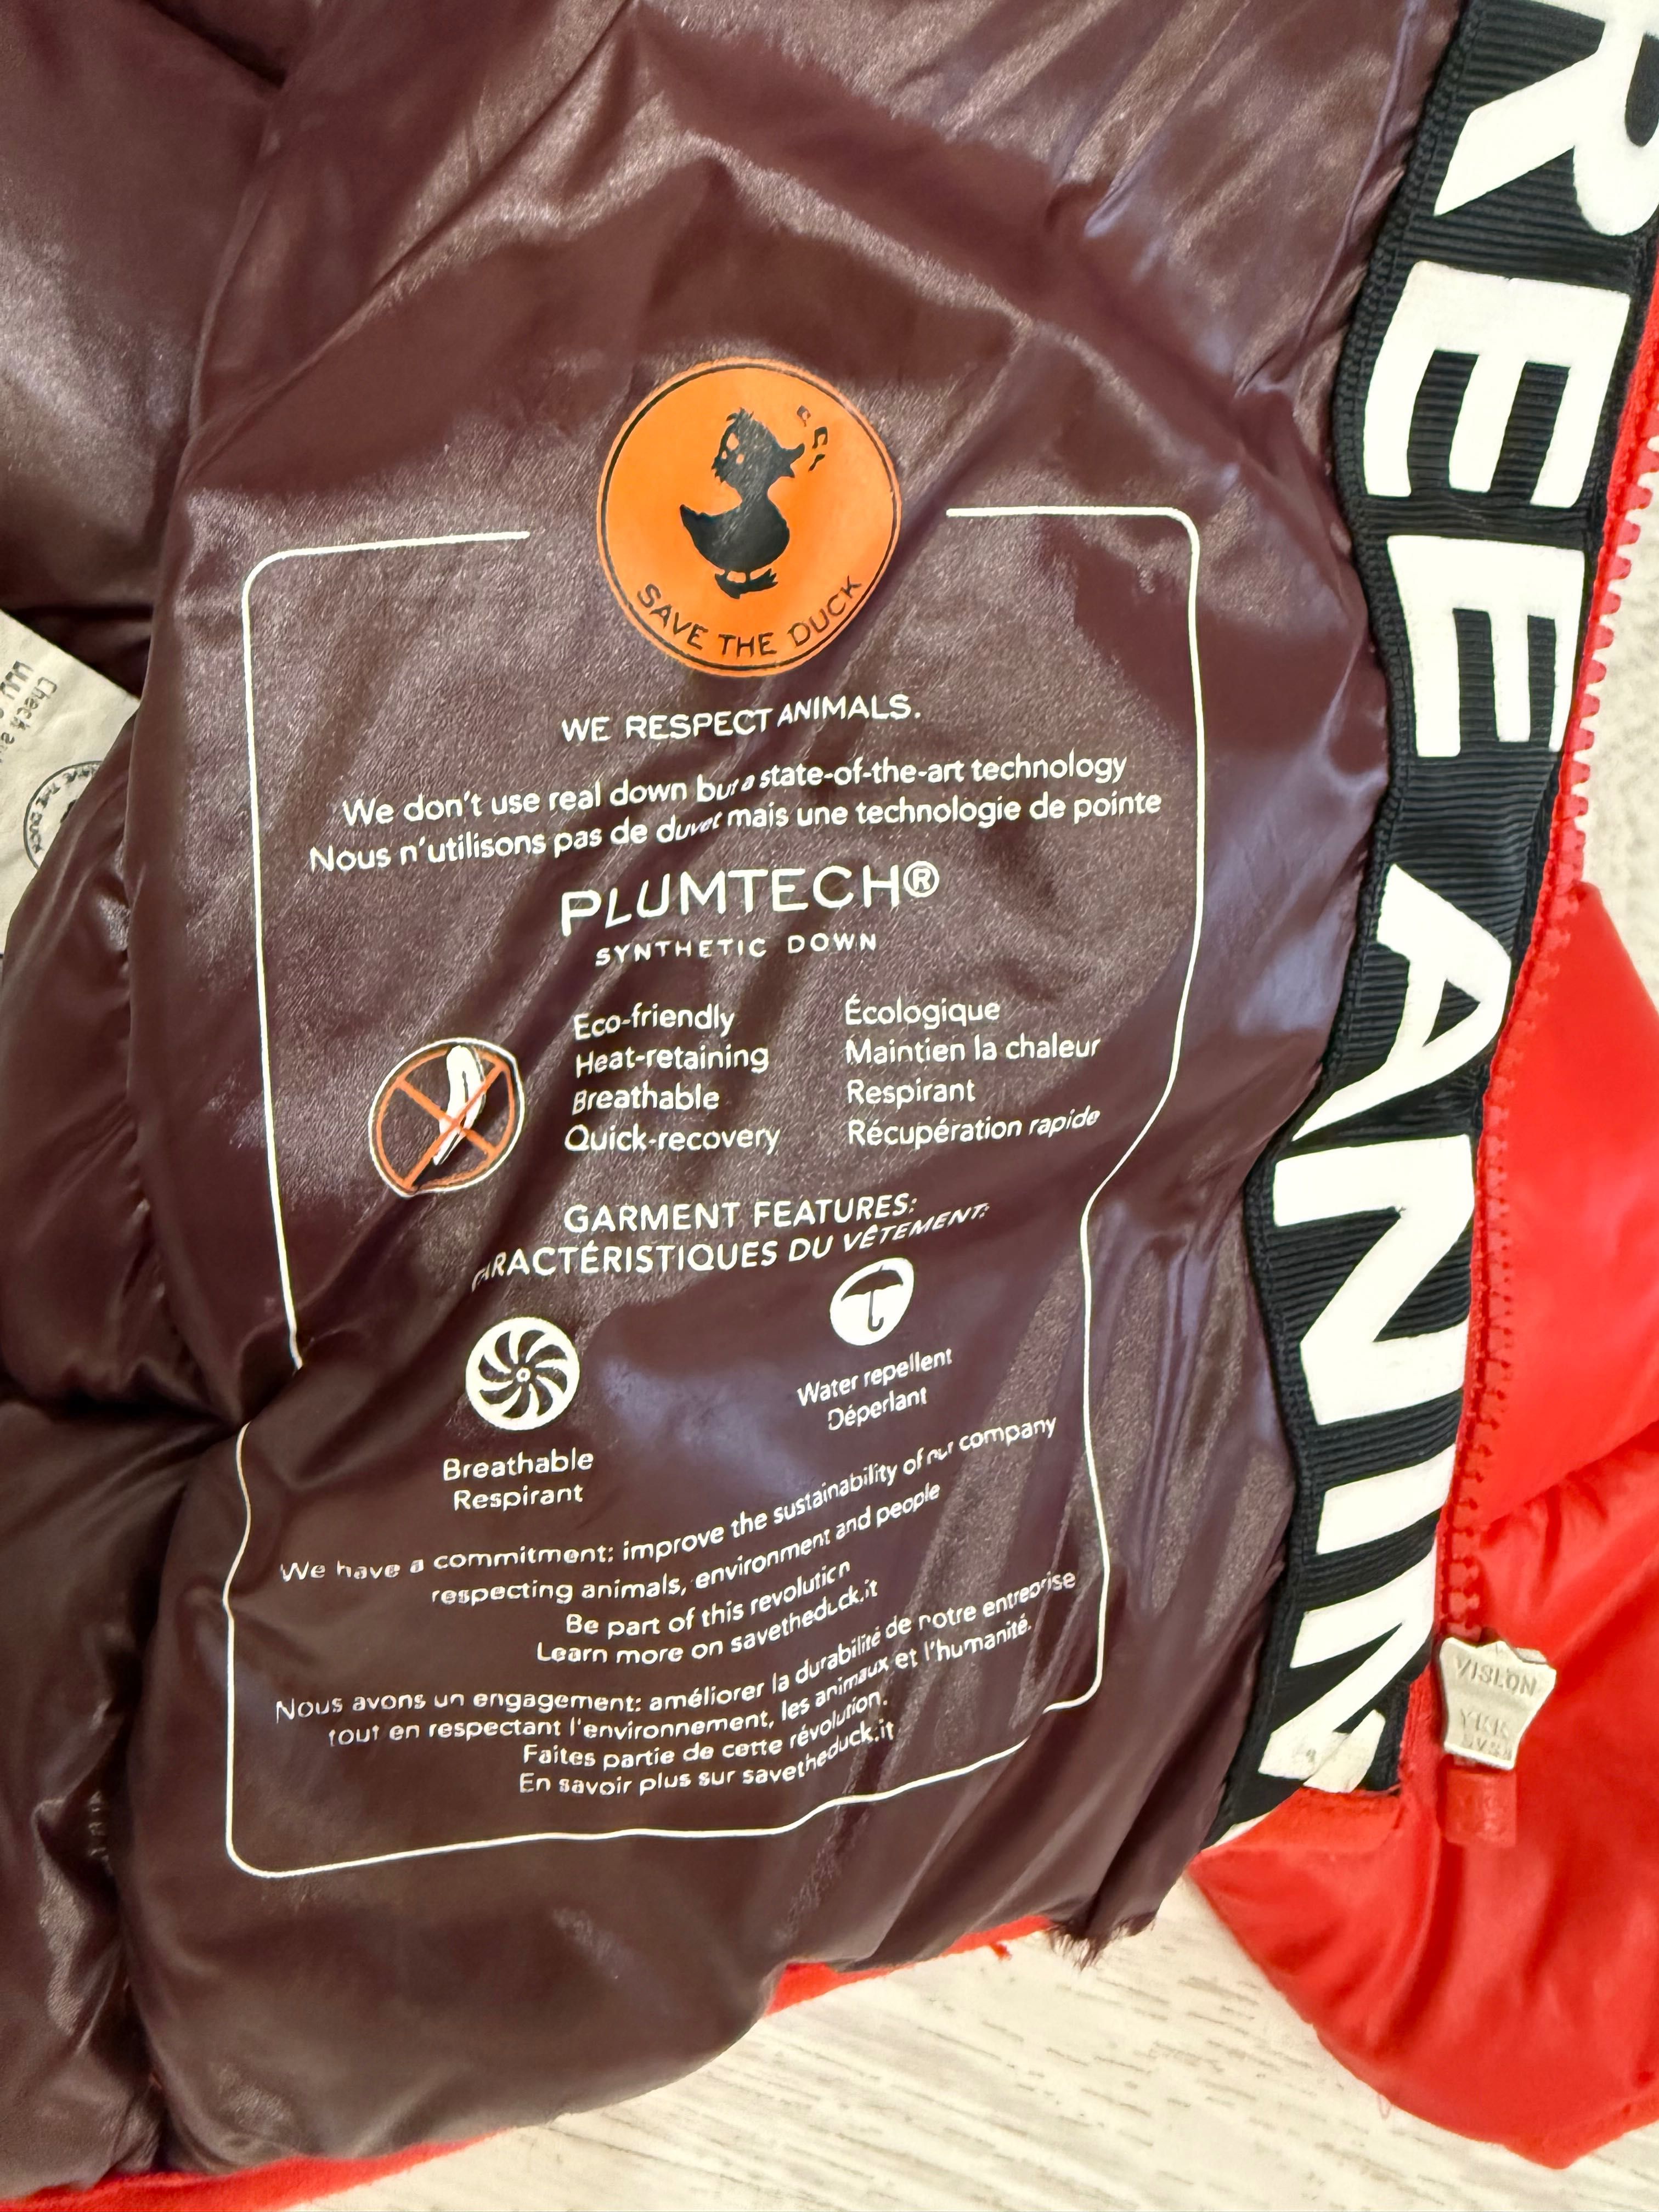 SAVE THE DUCK
WE RESPECT ANIMALS.
We don't use real down but a state-of-the-art technology
Nous n'utilisons pas de duvet mais une technologie de pointe
PLUMTECH®
SYNTHETIC DOWN
Eco-friendly
Heat-retaining
Breathable
Quick-recovery
Écologique
Maintien la chaleur
Respirant
Récupération rapide
GARMENT FEATURES:
CARACTÉRISTIQUES DU VÊTEMENT:
Breathable
Respirant
Water repellent
Déperlant
We have a commitment: improve the sustainability of our company
respecting animals, environment and people
Be part of this revolution
Learn more on savetheduck.it
Nous avons un engagement: améliorer la durabilité de notre entreprise
tout en respectant l'environnement, les animaux et l'humanité.
Faites partie de cette révolution.
En savoir plus sur savetheduck.it
REE ANIM
VISLON
YKK
Check